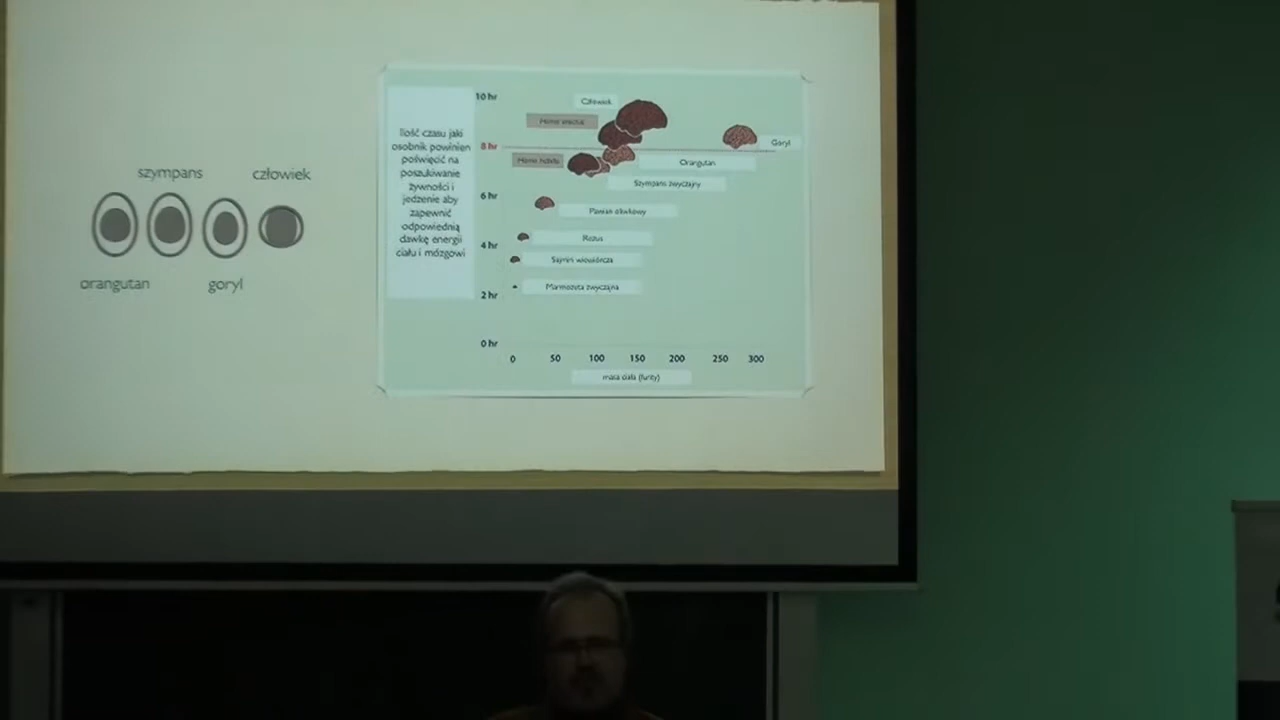 szympans
człowiek
orangutan
goryl
Ilość czasu jaki
osobnik powinien
poświęcić na
poszukiwanie
żywności i
jedzenie aby
zapewnić
odpowiednią
dawkę energii
ciału i mózgowi
10 hr
8 hr
6 hr
4 hr
2 hr
0 hr
Człowiek
Homo erectus
Goryl
Homo habilis
Orangutan
Szympans zwyczajny
Pawian oliwkowy
Rezus
Sajmiri wiewiórcza
Marmozeta zwyczajna
0 50 100 150 200 250 300
masa ciała (funty)